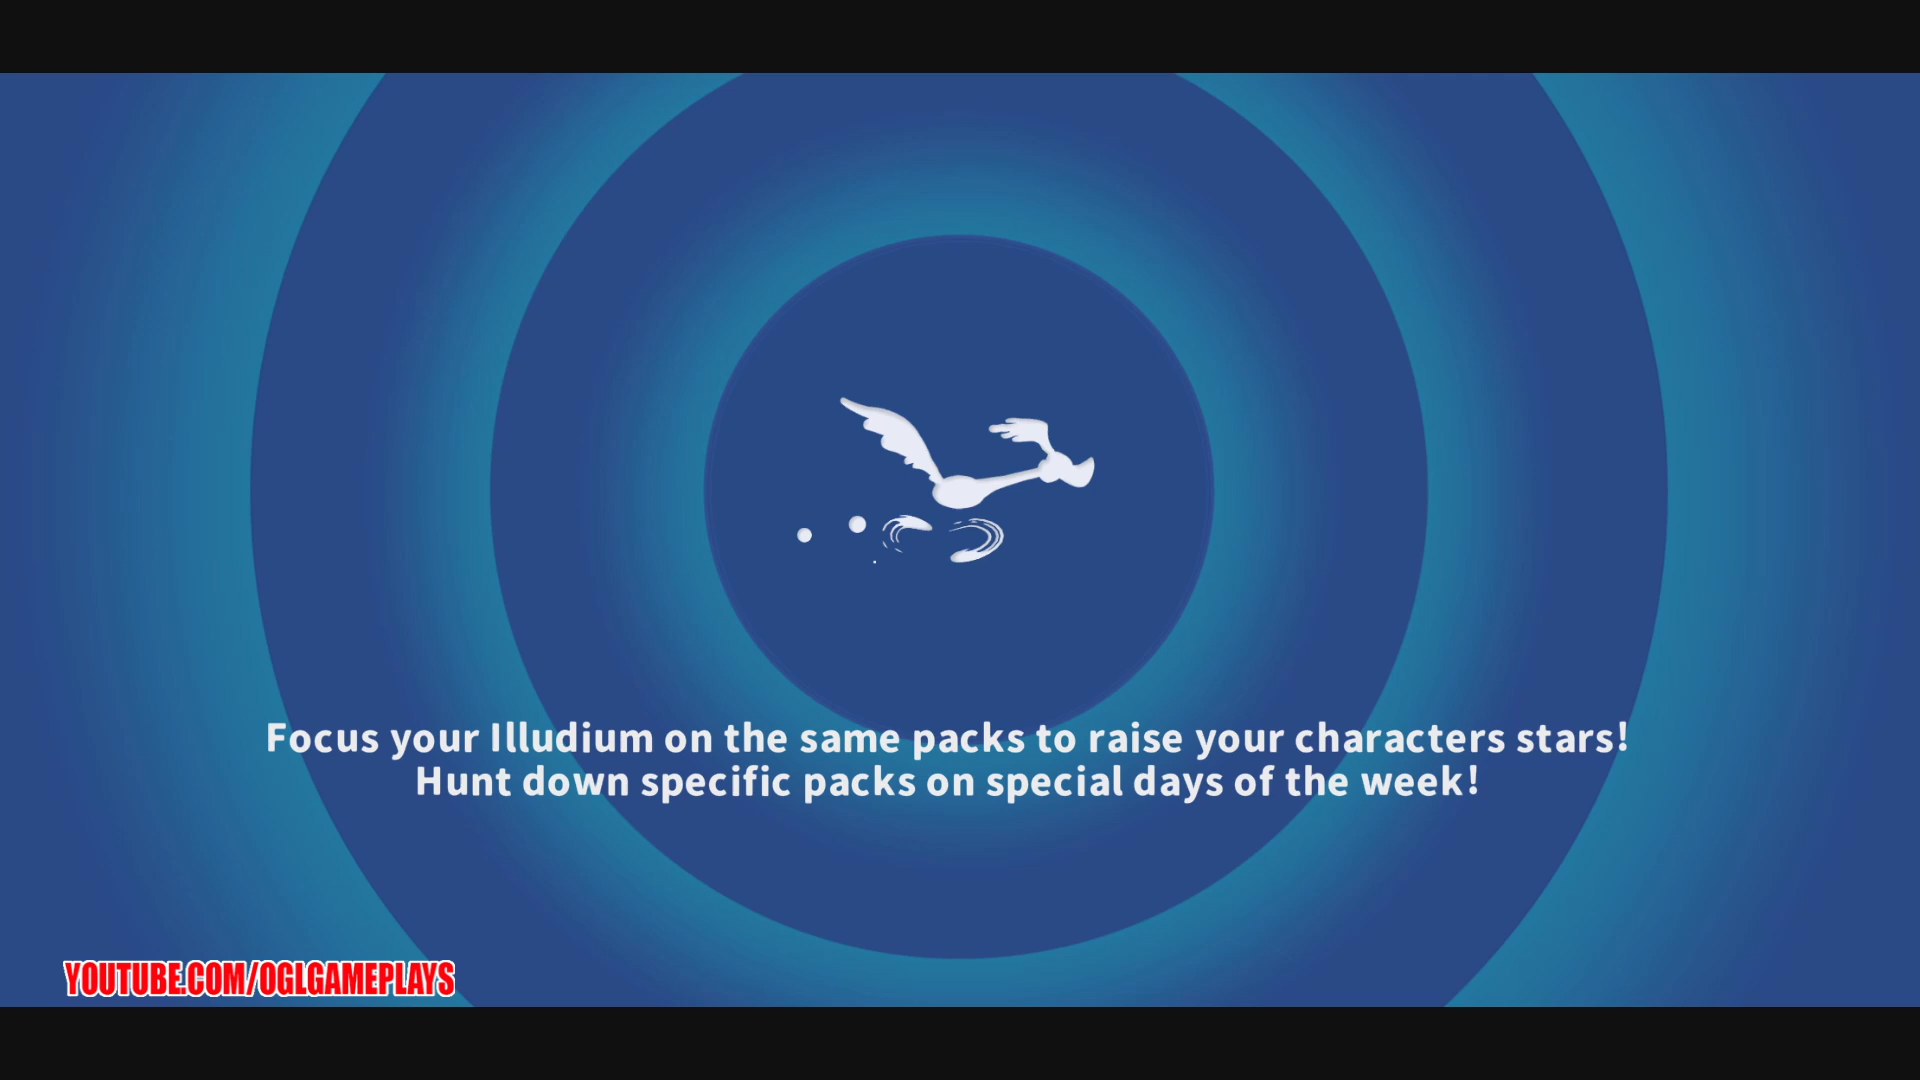 Focus your Illudium on the same packs to raise your characters stars!
Hunt down specific packs on special days of the week!
YOUTUBE.COM/OGLGAMEPLAYS